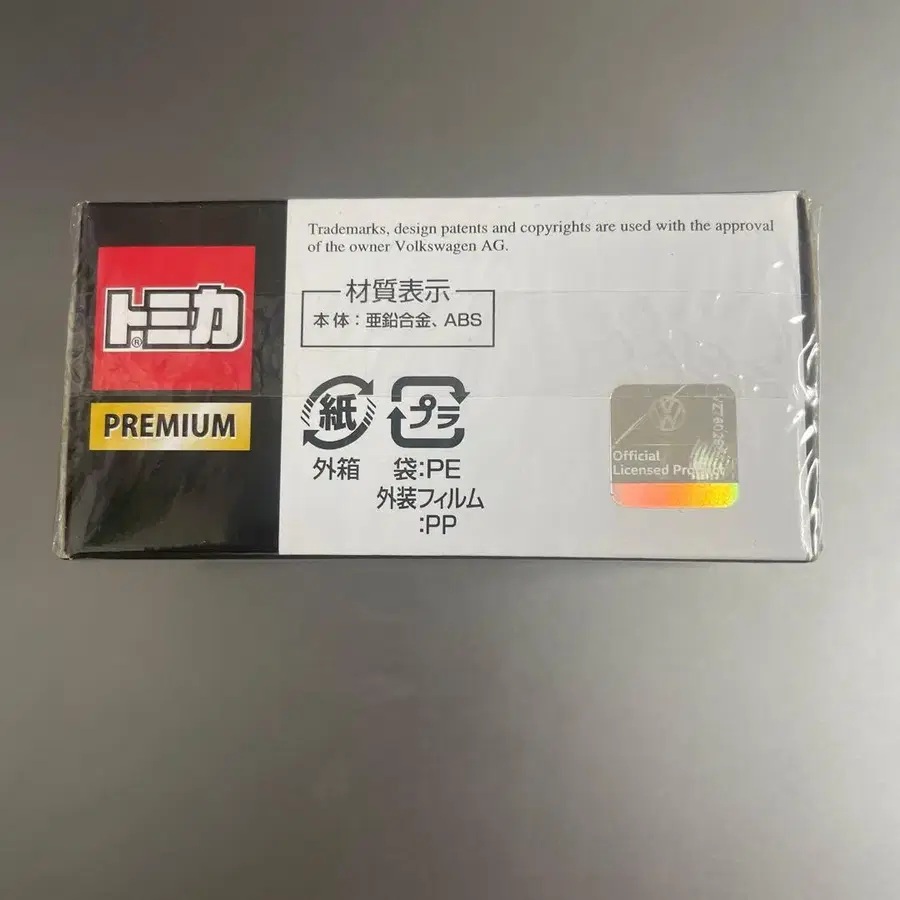 Trademarks, design patents and copyrights are used with the approval
of the owner Volkswagen AG.
トミカ
®
PREMIUM
材質表示
本体:亜鉛合金、ABS
紙
外箱
プラ
袋:PE
外装フィルム
:PP
Official
Licensed